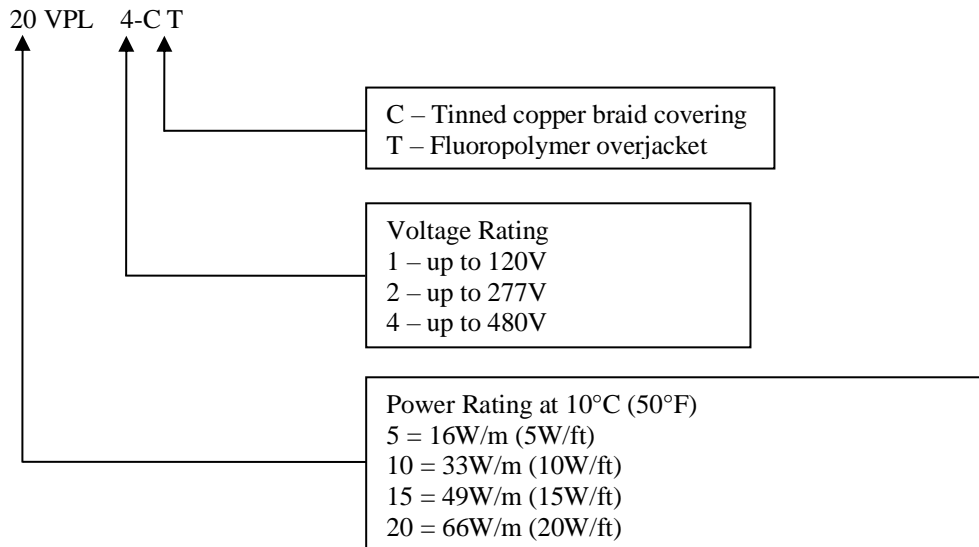 20 VPL 4-C T
C – Tinned copper braid covering
T – Fluoropolymer overjacket
Voltage Rating
1 – up to 120V
2 – up to 277V
4 – up to 480V
Power Rating at 10°C (50°F)
5 = 16W/m (5W/ft)
10 = 33W/m (10W/ft)
15 = 49W/m (15W/ft)
20 = 66W/m (20W/ft)